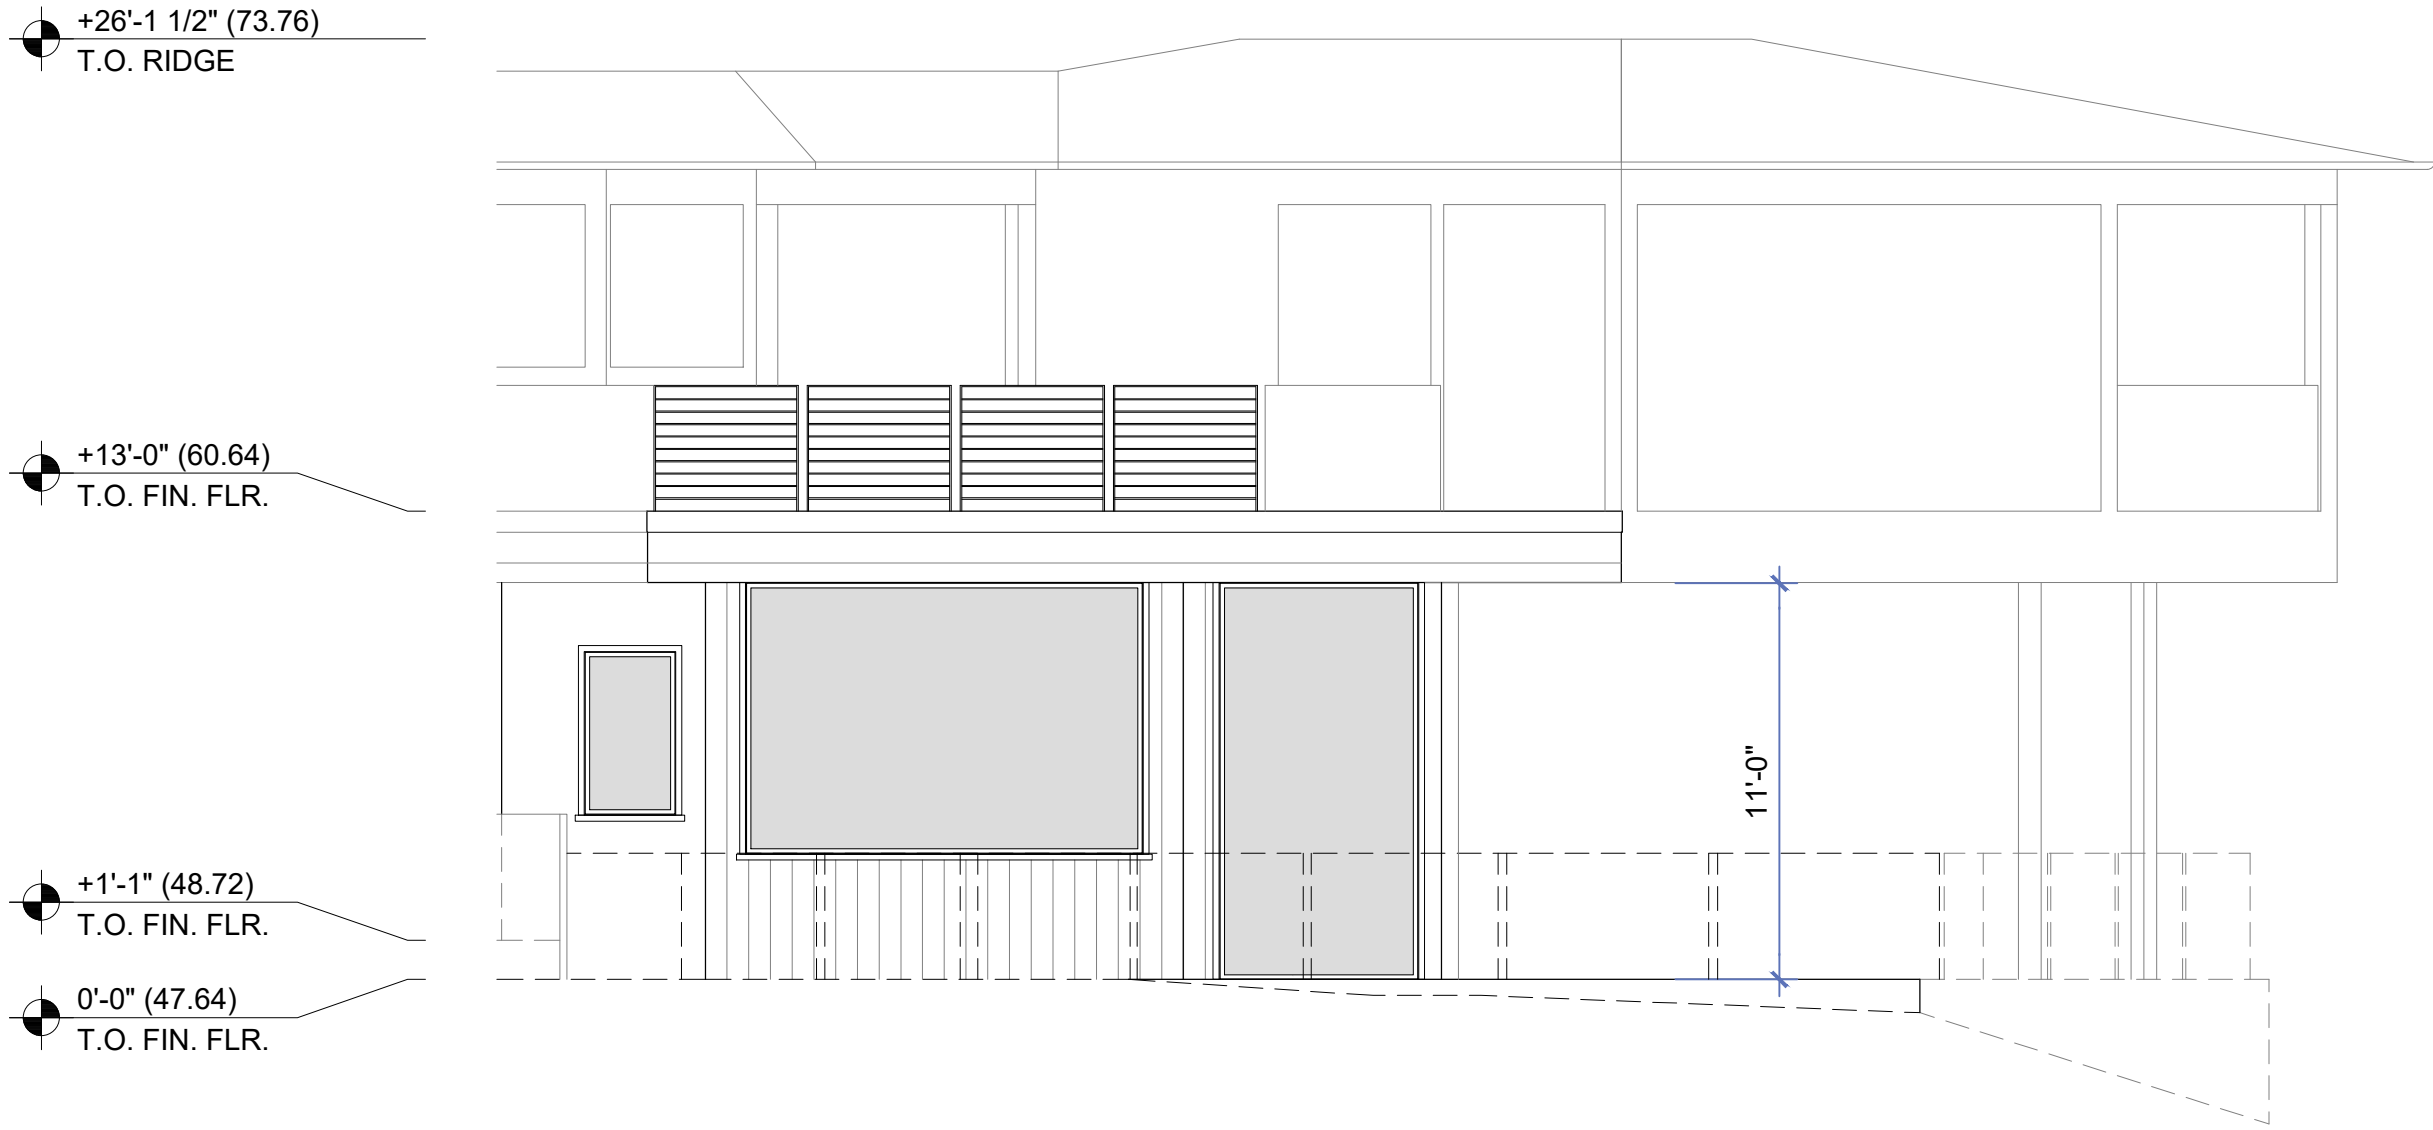 +26'-1 1/2" (73.76)
T.O. RIDGE
+13'-0" (60.64)
T.O. FIN. FLR.
11'-0"
+1'-1" (48.72)
T.O. FIN. FLR.
0'-0" (47.64)
T.O. FIN. FLR.